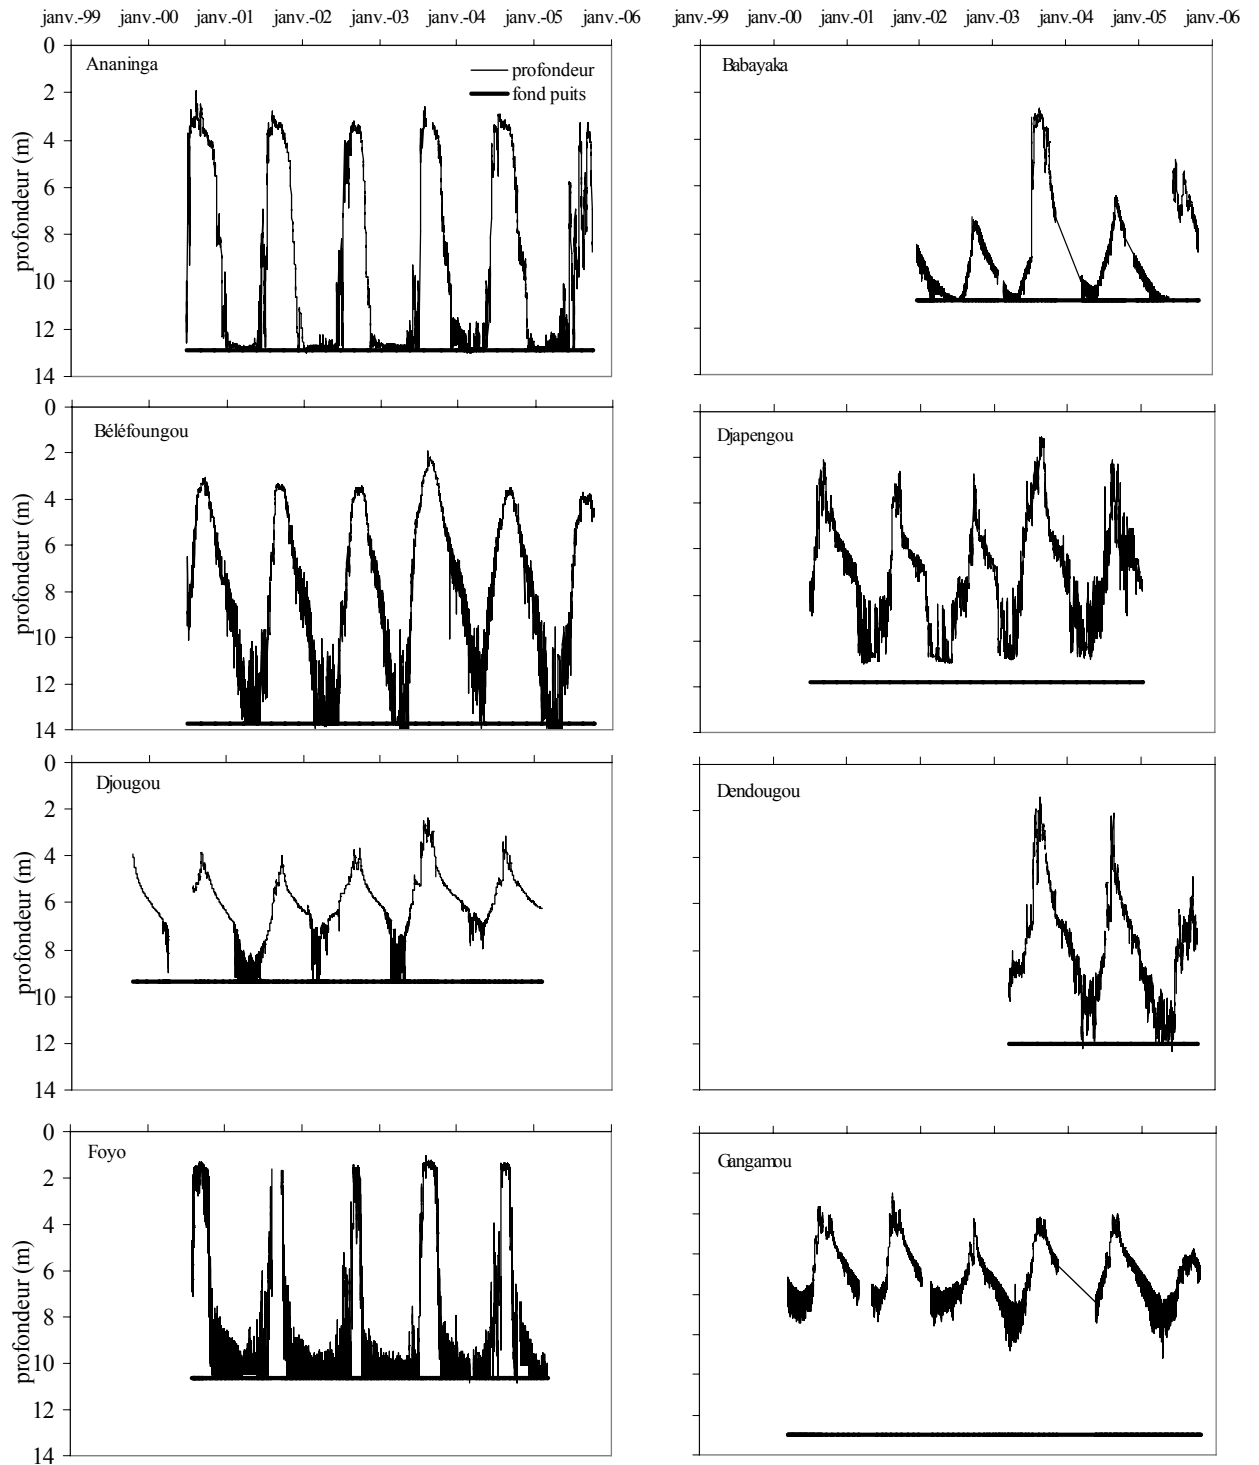 janv.-99 janv.-00 janv.-01 janv.-02 janv.-03 janv.-04 janv.-05 janv.-06
janv.-99 janv.-00 janv.-01 janv.-02 janv.-03 janv.-04 janv.-05 janv.-06
0
2
4
6
8
10
12
14
profondeur (m)
Ananinga
profondeur
fond puits
Babayaka
0
2
4
6
8
10
12
14
profondeur (m)
Béléfoungou
Djapengou
0
2
4
6
8
10
12
14
profondeur (m)
Djougou
Dendougou
0
2
4
6
8
10
12
14
profondeur (m)
Foyo
Gangamou